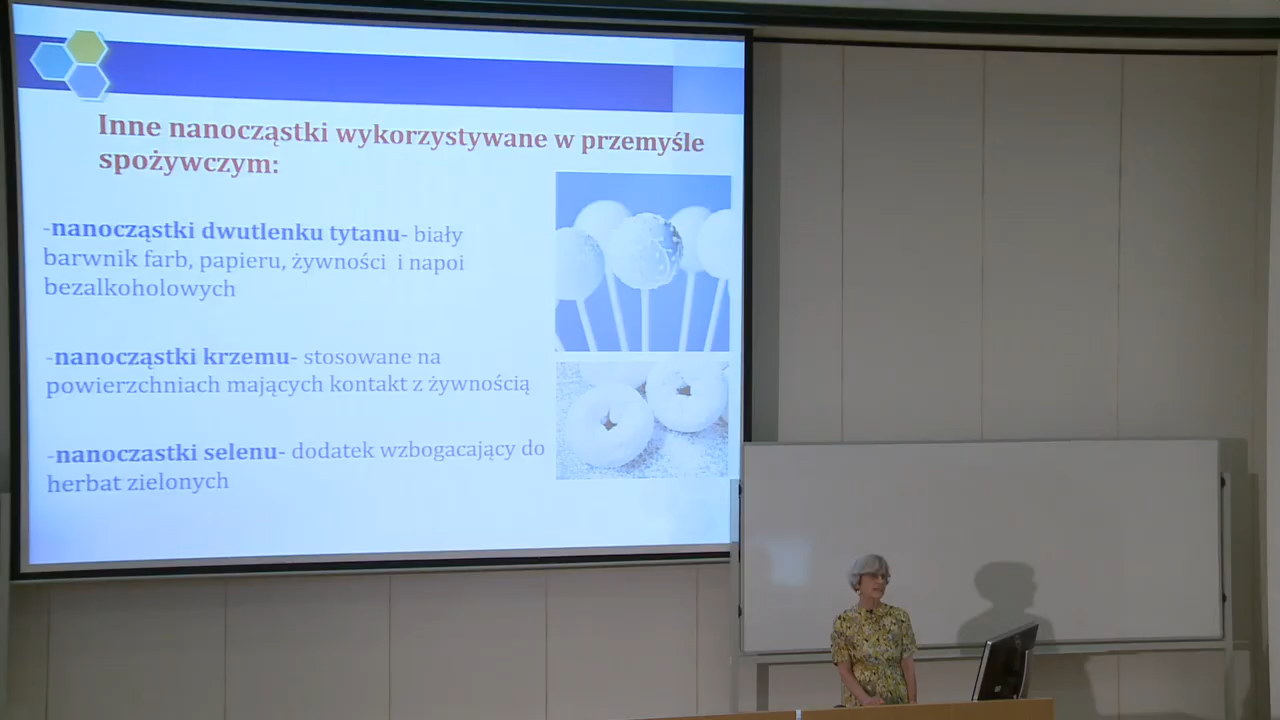 Inne nanocząstki wykorzystywane w przemyśle
spożywczym:
-nanocząstki dwutlenku tytanu- biały
barwnik farb, papieru, żywności i napoi
bezalkoholowych
-nanocząstki krzemu- stosowane na
powierzchniach mających kontakt z żywnością
-nanoczastki selenu- dodatek wzbogacający do
herbat zielonych